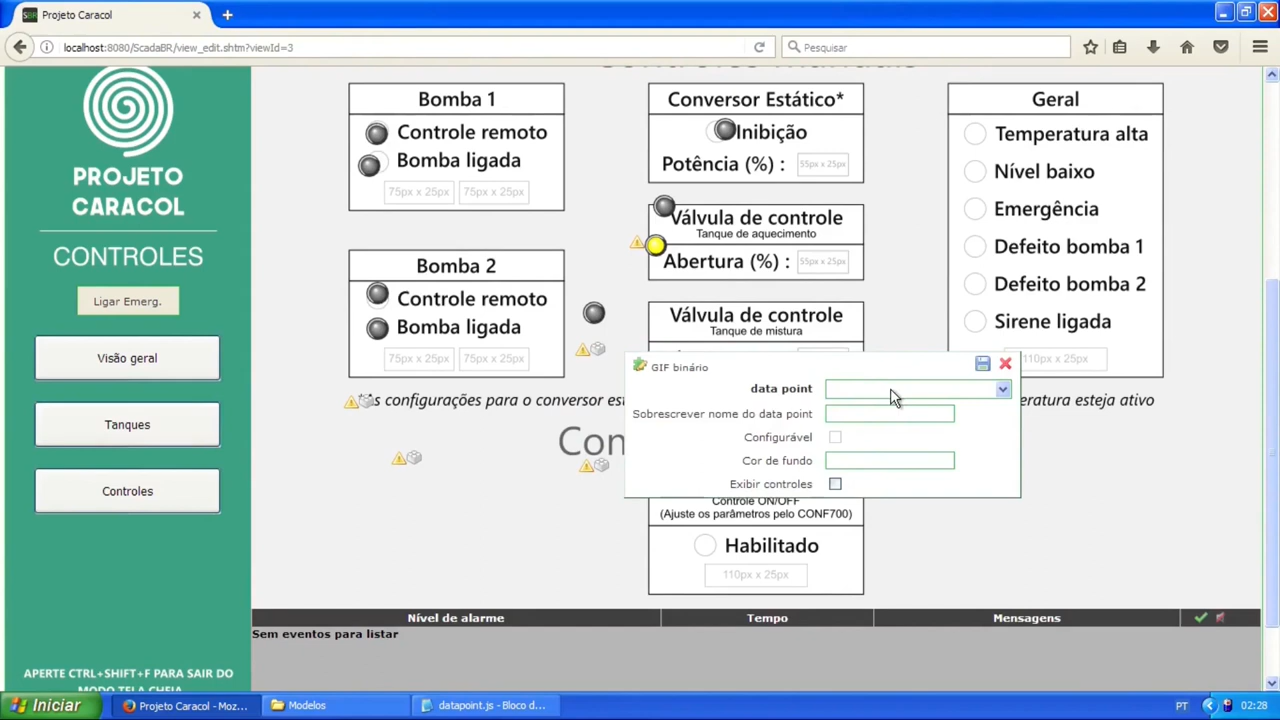 Projeto Caracol
localhost:8080/ScadaBR/view_edit.shtm?viewId=3
Pesquisar
PROJETO
CARACOL
CONTROLES
Ligar Emerg.
Visão geral
Tanques
Controles
APERTE CTRL+SHIFT+F PARA SAIR DO
MODO TELA CHEIA
Bomba 1
Controle remoto
Bomba ligada
75px x 25px 75px x 25px
Bomba 2
Controle remoto
Bomba ligada
75px x 25px 75px x 25px
Conversor Estático*
Inibição
Potência (%) : 55px x 25px
Válvula de controle
Tanque de aquecimento
Abertura (%) : 55px x 25px
Válvula de controle
Tanque de mistura
Geral
Temperatura alta
Nível baixo
Emergência
Defeito bomba 1
Defeito bomba 2
Sirene ligada
110px x 25px
configurações para o conversor
peratura esteja ativo
GIF binário
data point
Sobrescrever nome do data point
Configurável
Cor de fundo
Exibir controles
Controle ON/OFF
(Ajuste os parâmetros pelo CONF700)
Habilitado
110px x 25px
Nível de alarme Tempo Mensagens
Sem eventos para listar
Iniciar Projeto Caracol - Moz... Modelos datapoint.js - Bloco d... PT 02:28